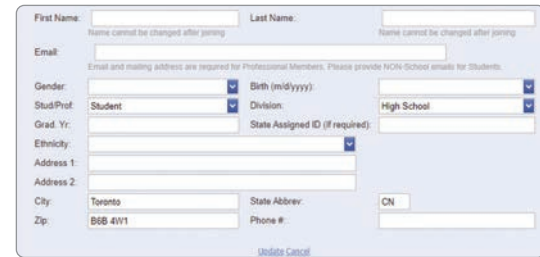 First Name: Last Name:
Name cannot be changed after joining Name cannot be changed after joining
Email:
Email and mailing address are required for Professional Members. Please provide NON-School emails for Students.
Gender: Birth (m/d/yyyy):
Stud/Prof: Student Division: High School
Grad. Yr: State Assigned ID (if required):
Ethnicity:
Address 1:
Address 2:
City: Toronto State Abbrev: CN
Zip: B6B 4W1 Phone #:
Update Cancel